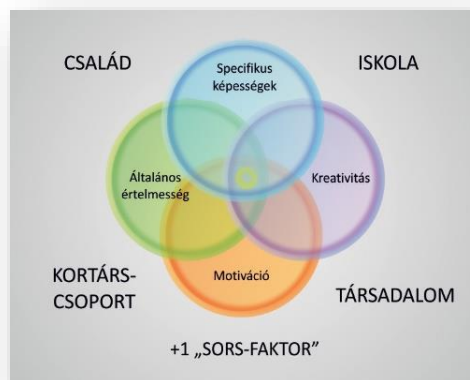 CSALÁD
ISKOLA
Specifikus
képességek
Általános
értelmesség
Kreativitás
Motiváció
KORTÁRS-
CSOPORT
TÁRSADALOM
+1 „SORS-FAKTOR”